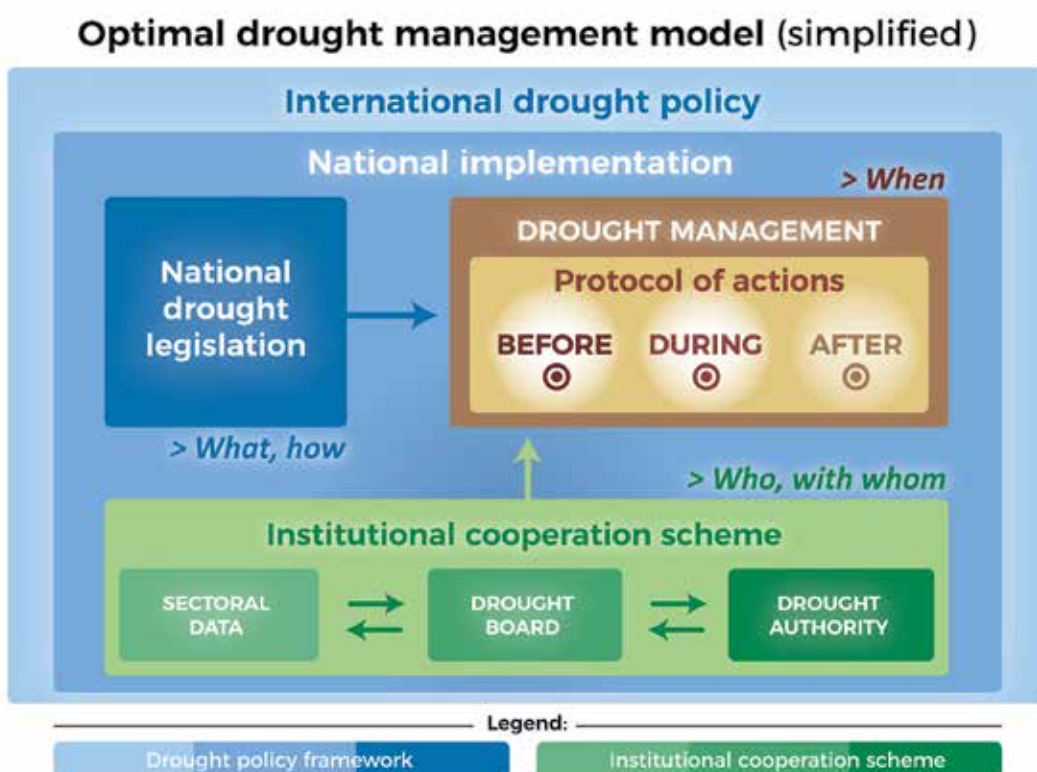 Optimal drought management model (simplified)
International drought policy
National implementation
> When
National
drought
legislation
> What, how
DROUGHT MANAGEMENT
Protocol of actions
BEFORE DURING AFTER
> Who, with whom
Institutional cooperation scheme
SECTORAL
DATA
DROUGHT
BOARD
DROUGHT
AUTHORITY
Legend:
Drought policy framework
Institutional cooperation scheme